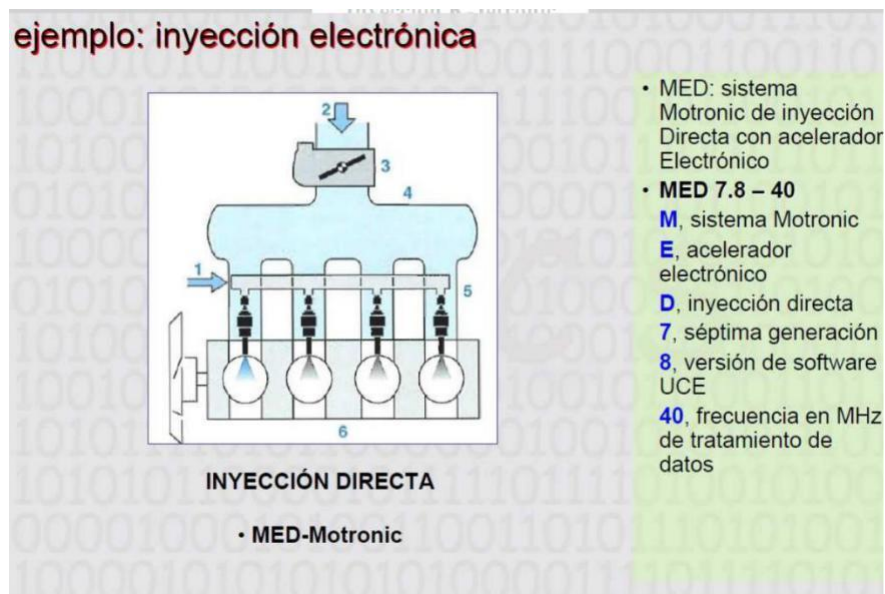 ejemplo: inyección electrónica
2
3
4
1
5
6
INYECCIÓN DIRECTA
• MED-Motronic
• MED: sistema
Motronic de inyección
Directa con acelerador
Electrónico
• MED 7.8 – 40
M, sistema Motronic
E, acelerador
electrónico
D, inyección directa
7, séptima generación
8, versión de software
UCE
40, frecuencia en MHz
de tratamiento de
datos